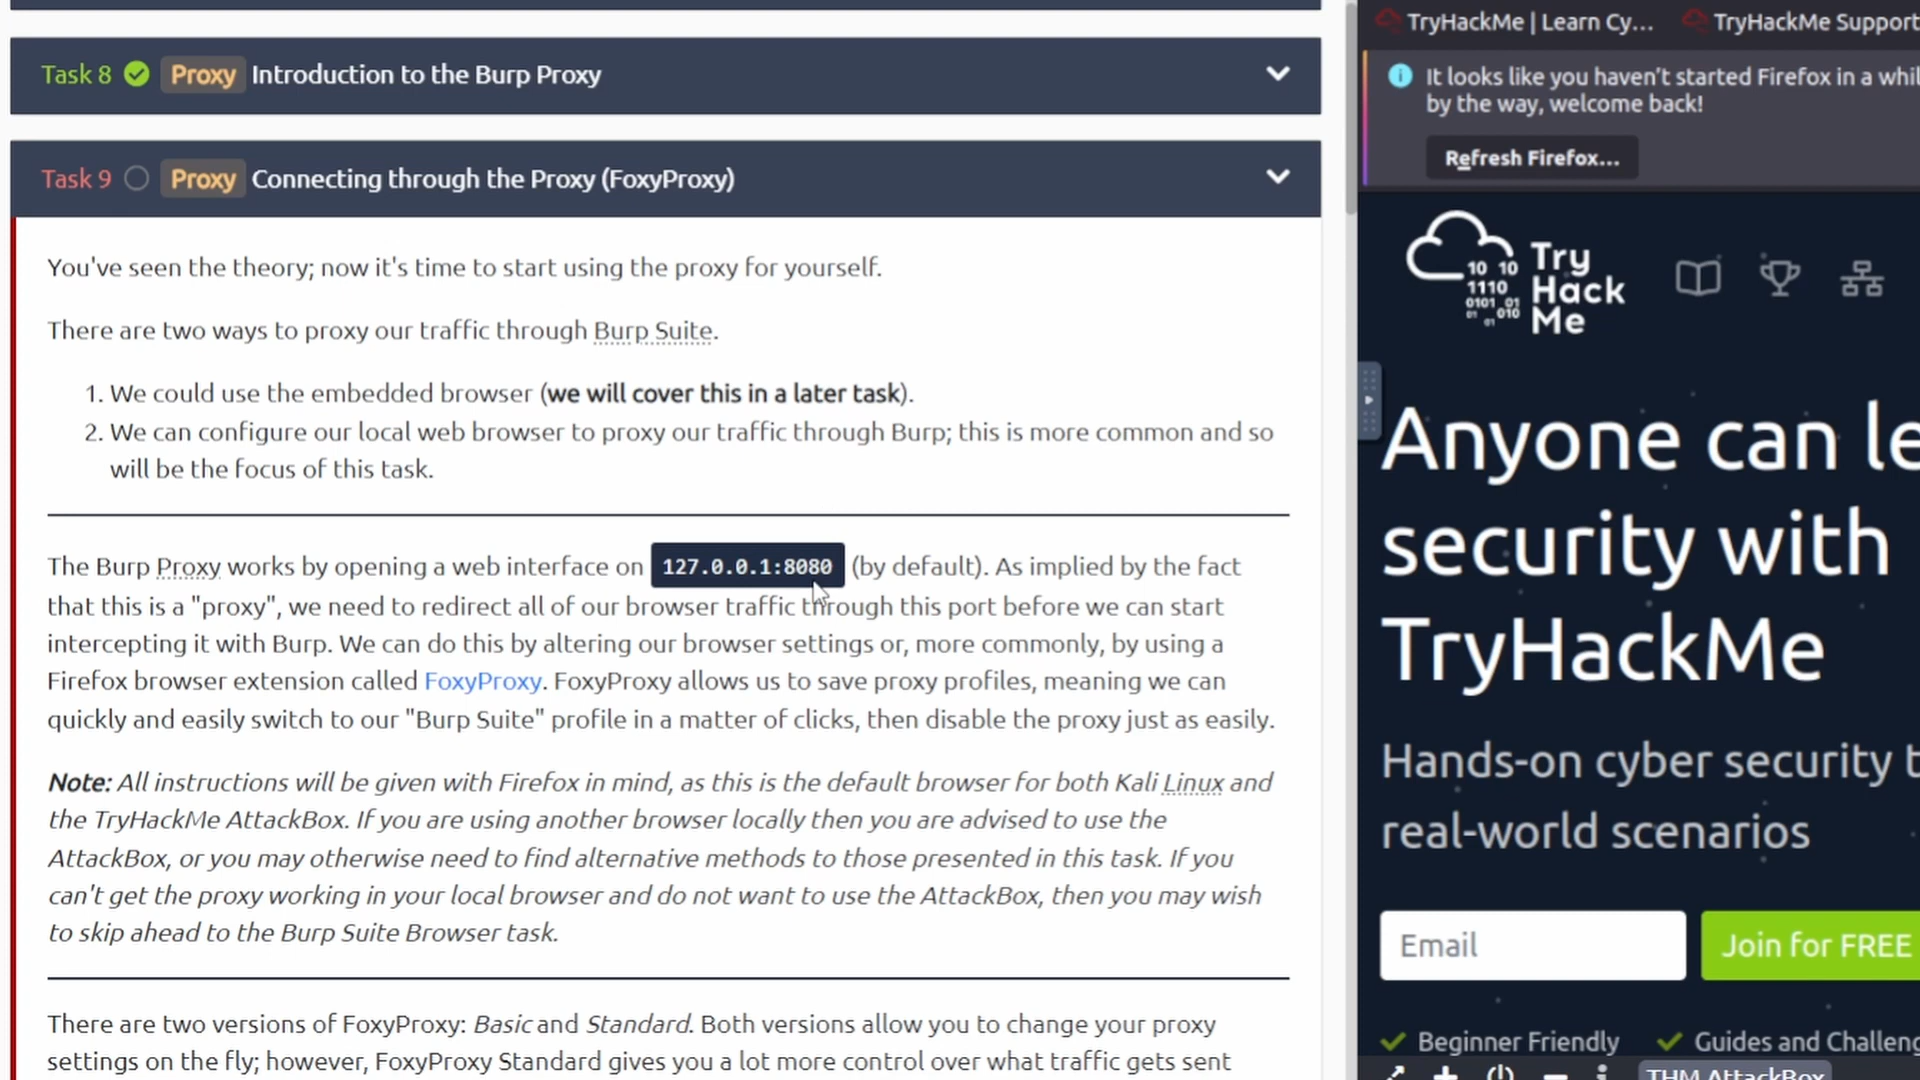 Task 8 Proxy Introduction to the Burp Proxy
Task 9 Proxy Connecting through the Proxy (FoxyProxy)
You've seen the theory; now it's time to start using the proxy for yourself.
There are two ways to proxy our traffic through Burp Suite.
1. We could use the embedded browser (we will cover this in a later task).
2. We can configure our local web browser to proxy our traffic through Burp; this is more common and so
will be the focus of this task.
The Burp Proxy works by opening a web interface on 127.0.0.1:8080 (by default). As implied by the fact
that this is a "proxy", we need to redirect all of our browser traffic through this port before we can start
intercepting it with Burp. We can do this by altering our browser settings or, more commonly, by using a
Firefox browser extension called FoxyProxy. FoxyProxy allows us to save proxy profiles, meaning we can
quickly and easily switch to our "Burp Suite" profile in a matter of clicks, then disable the proxy just as easily.
Note: All instructions will be given with Firefox in mind, as this is the default browser for both Kali Linux and
the TryHackMe AttackBox. If you are using another browser locally then you are advised to use the
AttackBox, or you may otherwise need to find alternative methods to those presented in this task. If you
can't get the proxy working in your local browser and do not want to use the AttackBox, then you may wish
to skip ahead to the Burp Suite Browser task.
There are two versions of FoxyProxy: Basic and Standard. Both versions allow you to change your proxy
settings on the fly; however, FoxyProxy Standard gives you a lot more control over what traffic gets sent
TryHackMe | Learn Cy... TryHackMe Support
It looks like you haven't started Firefox in a whil
by the way, welcome back!
Refresh Firefox...
10 10
1110
0101 01
01 010
01
Try
Hack
Me
Anyone can le
security with
TryHackMe
Hands-on cyber security t
real-world scenarios
Email Join for FREE
Beginner Friendly Guides and Challeng
THM AttackBox